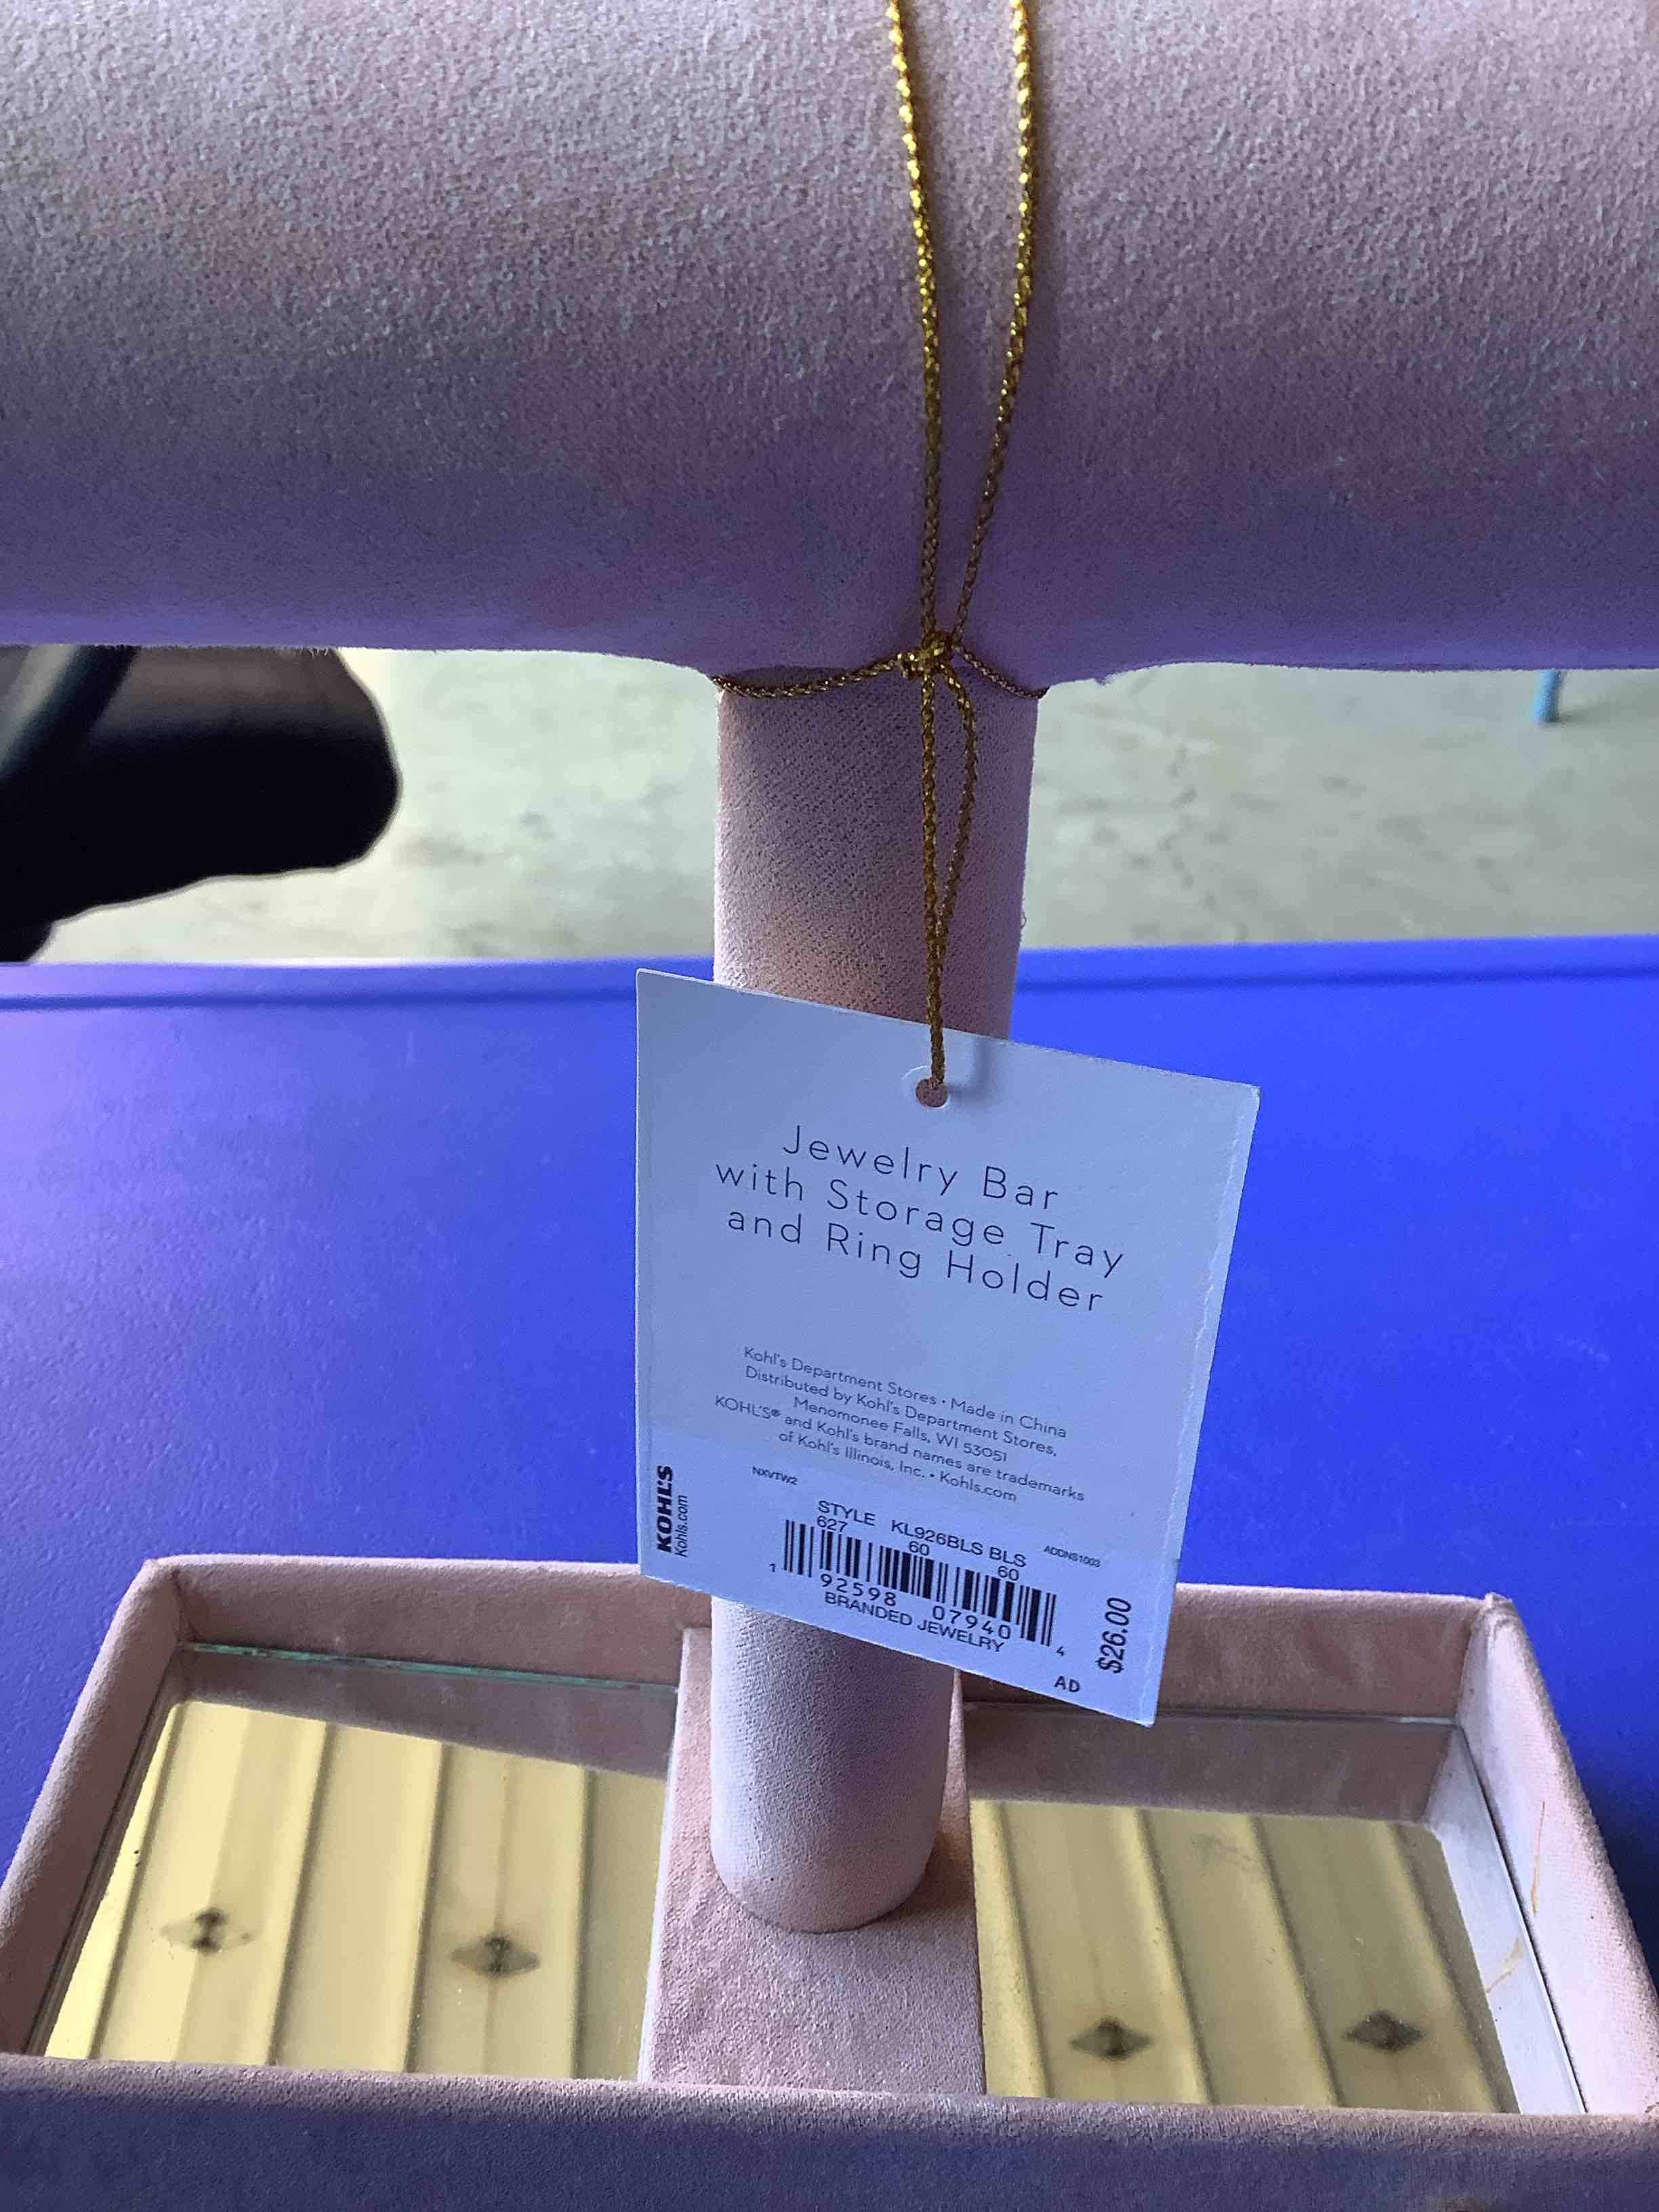 Jewelry Bar
with Storage Tray
and Ring Holder
Kohl's Department Stores • Made in China
Distributed by Kohl's Department Stores,
Menomonee Falls, WI 53051
KOHL'S® and Kohl's brand names are trademarks
of Kohl's Illinois, Inc. • Kohls.com
KOHL'S
Kohls.com
NXVTW2
STYLE KL926BLS BLS
ADDNS1003
627 60 60
1 92598 07940 4
BRANDED JEWELRY
$26.00
AD